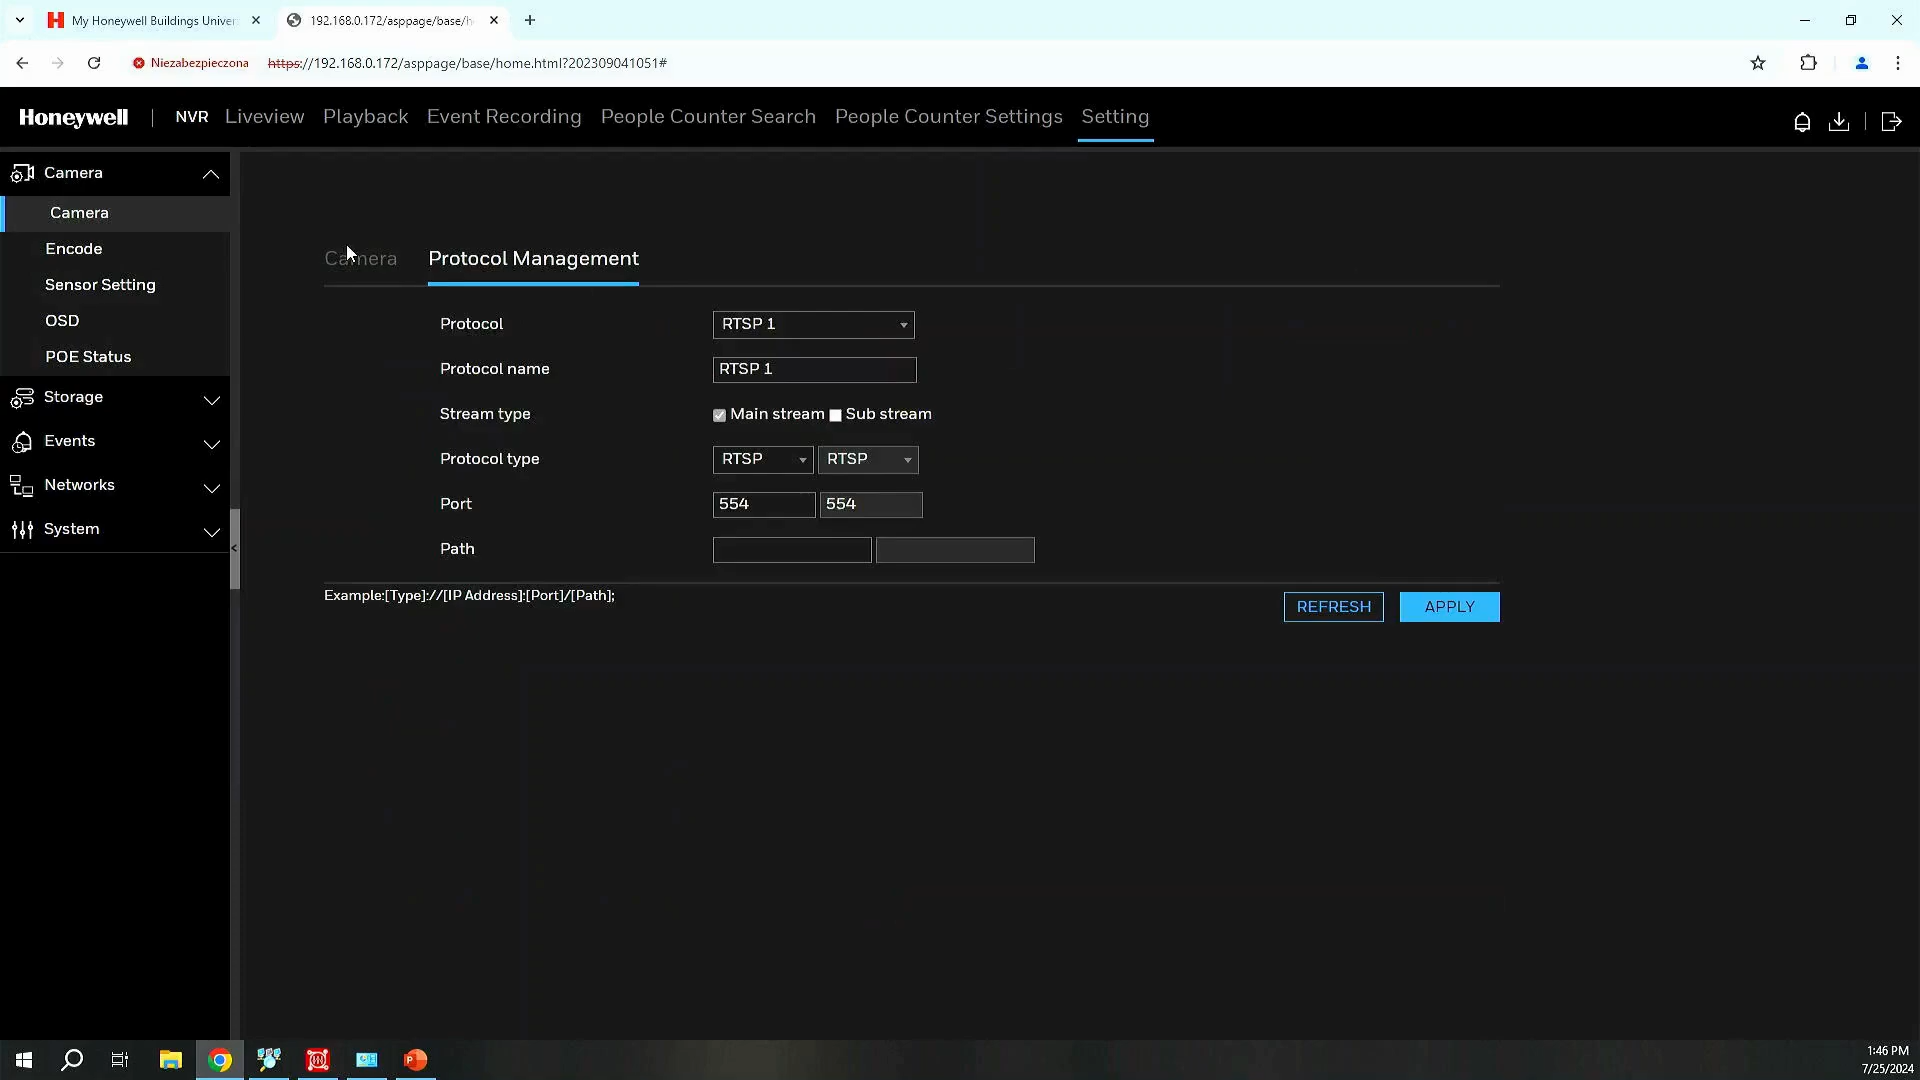 My Honeywell Buildings Univer
192.168.0.172/asppage/base/h
Niezabezpieczona
https://192.168.0.172/asppage/base/home.html?202309041051#
Honeywell
NVR Liveview Playback Event Recording People Counter Search People Counter Settings Setting
Camera
Camera
Encode
Sensor Setting
OSD
POE Status
Storage
Events
Networks
System
Camera Protocol Management
Protocol RTSP 1
Protocol name RTSP 1
Stream type Main stream Sub stream
Protocol type RTSP RTSP
Port 554 554
Path
Example:[Type]://[IP Address]:[Port]/[Path];
REFRESH APPLY
1:46 PM
7/25/2024